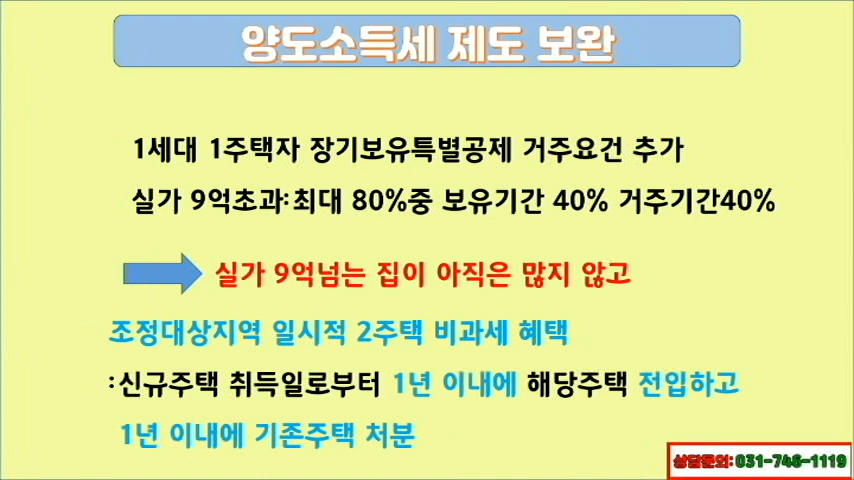 양도소득세 제도 보완
1세대 1주택자 장기보유특별공제 거주요건 추가
실가 9억초과:최대 80%중 보유기간 40% 거주기간40%
실가 9억넘는 집이 아직은 많지 않고
조정대상지역 일시적 2주택 비과세 혜택
:신규주택 취득일로부터 1년 이내에 해당주택 전입하고
1년 이내에 기존주택 처분
상담문의:031-746-1119